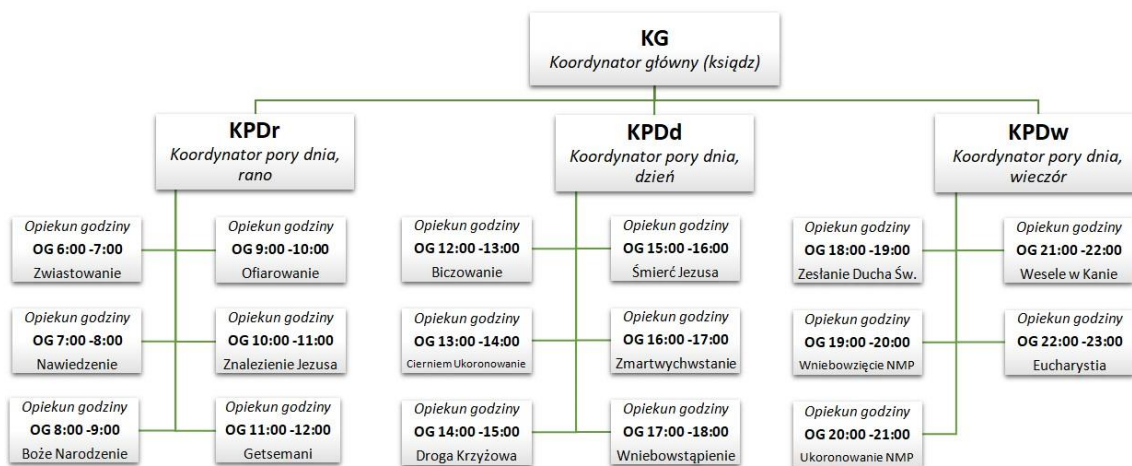 KG
Koordynator główny (ksiądz)
KPDr
Koordynator pory dnia,
rano
KPDd
Koordynator pory dnia,
dzień
KPDw
Koordynator pory dnia,
wieczór
Opiekun godziny
OG 6:00 -7:00
Zwiastowanie
Opiekun godziny
OG 9:00 -10:00
Ofiarowanie
Opiekun godziny
OG 7:00 -8:00
Nawiedzenie
Opiekun godziny
OG 10:00 -11:00
Znalezienie Jezusa
Opiekun godziny
OG 8:00 -9:00
Boże Narodzenie
Opiekun godziny
OG 11:00 -12:00
Getsemani
Opiekun godziny
OG 12:00 -13:00
Biczowanie
Opiekun godziny
OG 15:00 -16:00
Śmierć Jezusa
Opiekun godziny
OG 13:00 -14:00
Cierniem Ukoronowanie
Opiekun godziny
OG 16:00 -17:00
Zmartwychwstanie
Opiekun godziny
OG 14:00 -15:00
Droga Krzyżowa
Opiekun godziny
OG 17:00 -18:00
Wniebowstąpienie
Opiekun godziny
OG 18:00 -19:00
Zesłanie Ducha Św.
Opiekun godziny
OG 21:00 -22:00
Wesele w Kanie
Opiekun godziny
OG 19:00 -20:00
Wniebowzięcie NMP
Opiekun godziny
OG 22:00 -23:00
Eucharystia
Opiekun godziny
OG 20:00 -21:00
Ukoronowanie NMP